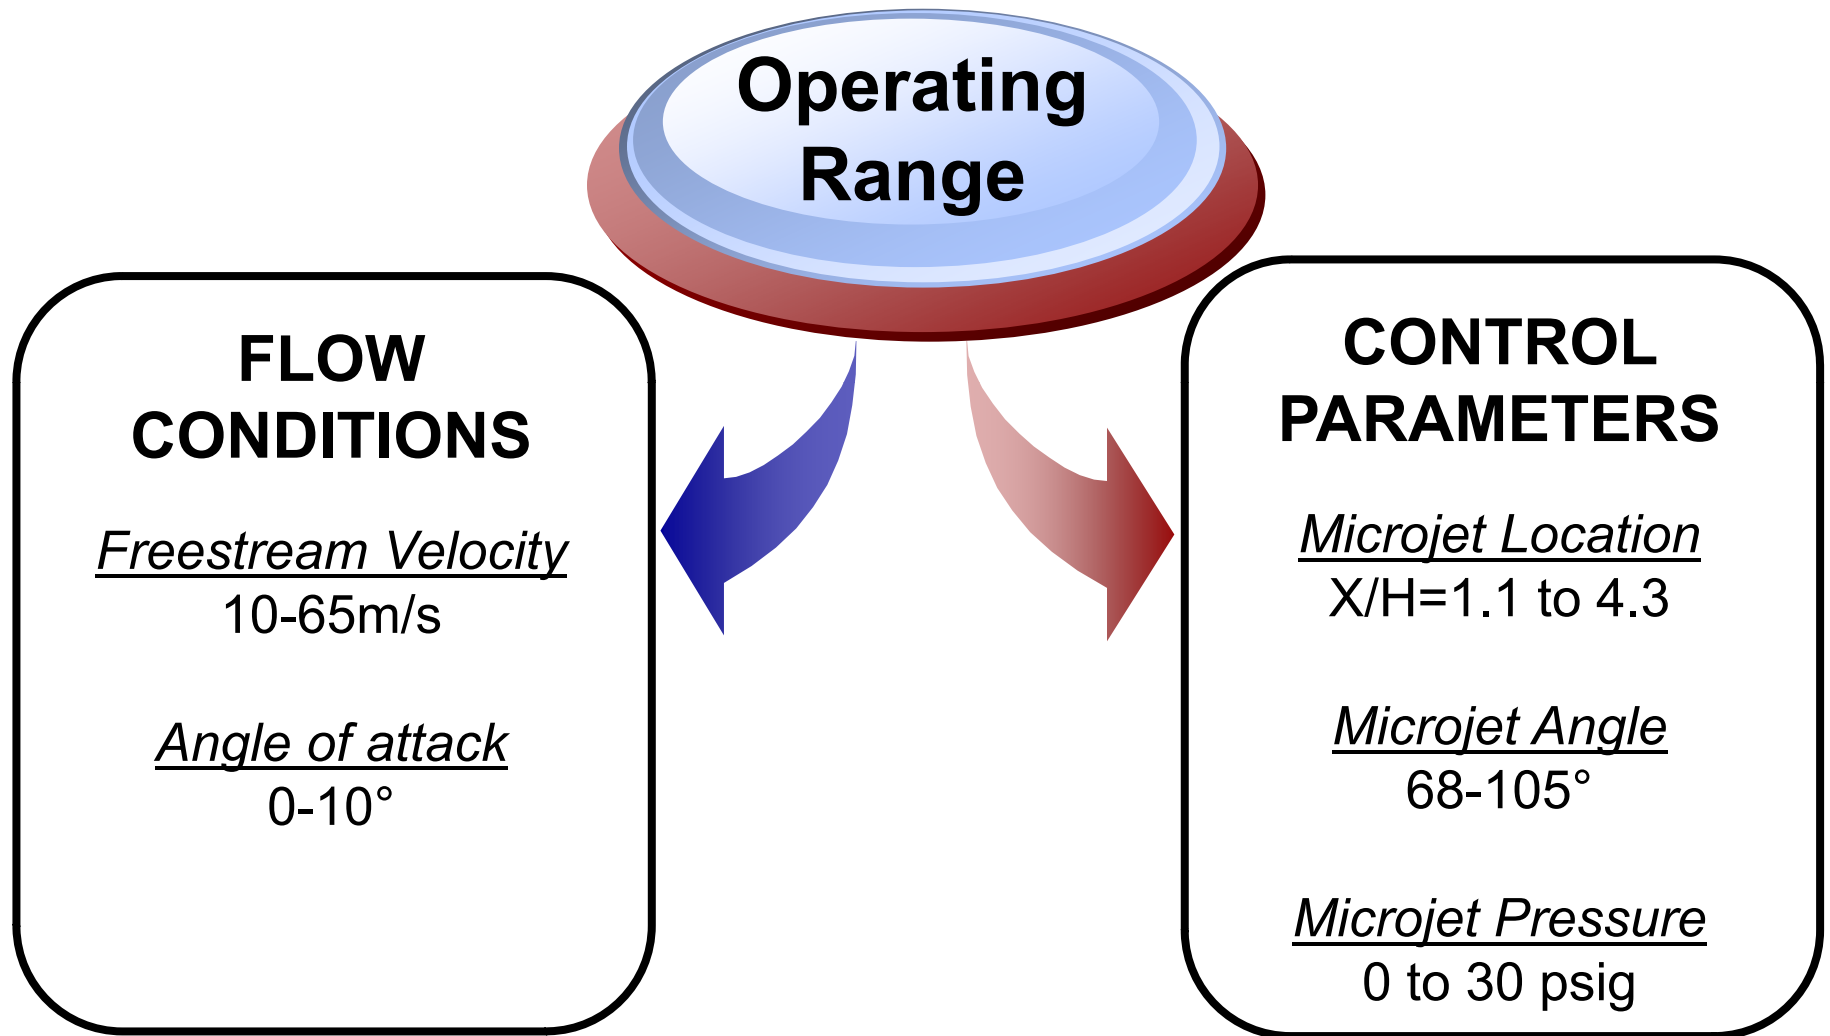 Operating
Range
FLOW
CONDITIONS
Freestream Velocity
10-65m/s
Angle of attack
0-10°
CONTROL
PARAMETERS
Microjet Location
X/H=1.1 to 4.3
Microjet Angle
68-105°
Microjet Pressure
0 to 30 psig